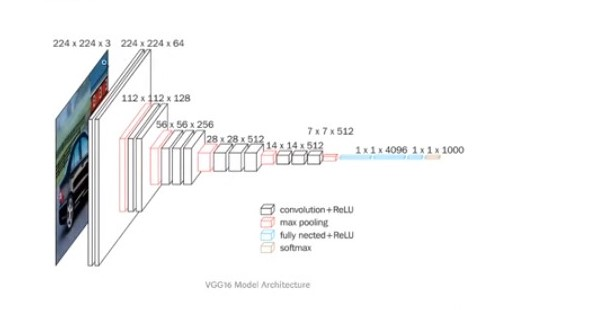 224 x 224 x 3 224 x 224 x 64
112 x 112 x 128
56 x 56 x 256
28 x 28 x 512
14 x 14 x 512
7 x 7 x 512
1 x 1 x 4096 1 x 1 x 1000
convolution+ReLU
max pooling
fully nected+ReLU
softmax
VGG16 Model Architecture